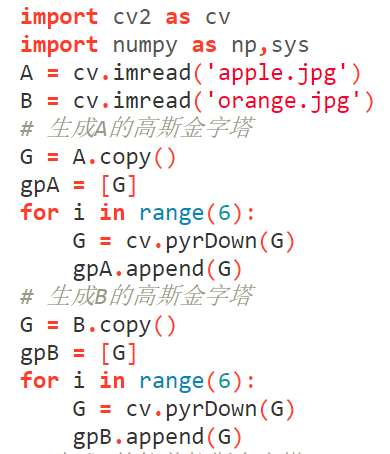 import cv2 as cv
import numpy as np,sys
A = cv.imread('apple.jpg')
B = cv.imread('orange.jpg')
# 生成A的高斯金字塔
G = A.copy()
gpA = [G]
for i in range(6):
    G = cv.pyrDown(G)
    gpA.append(G)
# 生成B的高斯金字塔
G = B.copy()
gpB = [G]
for i in range(6):
    G = cv.pyrDown(G)
    gpB.append(G)